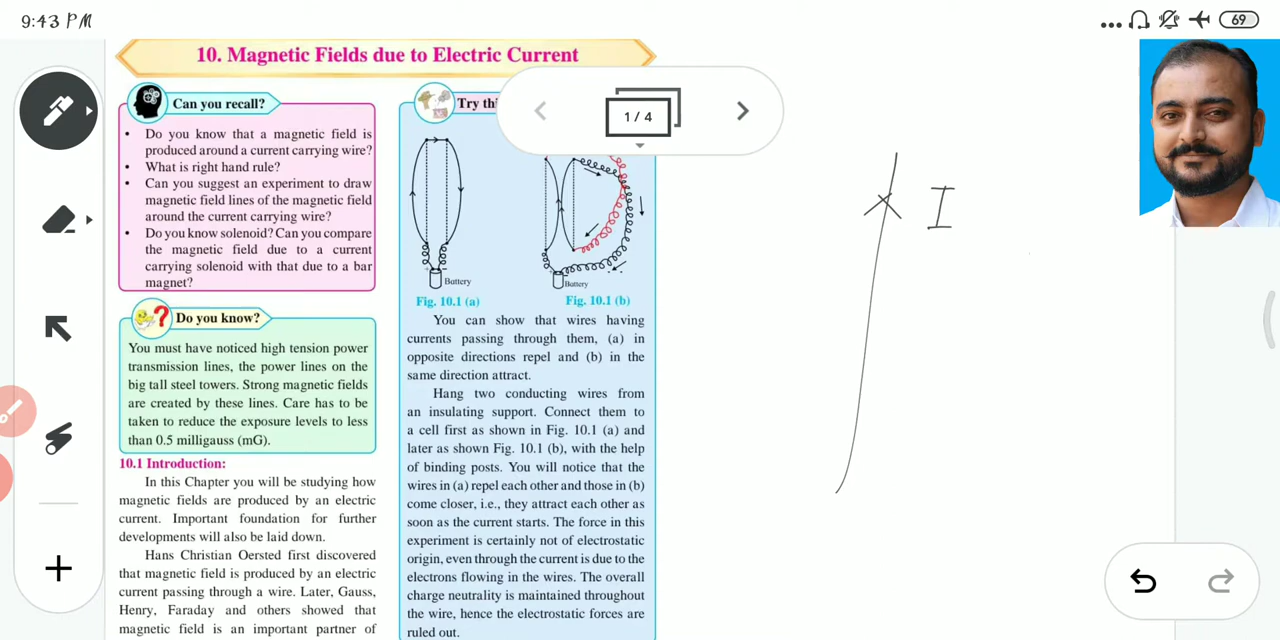 9:43 PM
69
10. Magnetic Fields due to Electric Current
Can you recall?
• Do you know that a magnetic field is
produced around a current carrying wire?
• What is right hand rule?
• Can you suggest an experiment to draw
magnetic field lines of the magnetic field
around the current carrying wire?
• Do you know solenoid? Can you compare
the magnetic field due to a current
carrying solenoid with that due to a bar
magnet?
Do you know?
You must have noticed high tension power
transmission lines, the power lines on the
big tall steel towers. Strong magnetic fields
are created by these lines. Care has to be
taken to reduce the exposure levels to less
than 0.5 milligauss (mG).
10.1 Introduction:
In this Chapter you will be studying how
magnetic fields are produced by an electric
current. Important foundation for further
developments will also be laid down.
Hans Christian Oersted first discovered
that magnetic field is produced by an electric
current passing through a wire. Later, Gauss,
Henry, Faraday and others showed that
magnetic field is an important partner of
Try thi
1 / 4
Battery
Battery
Fig. 10.1 (a)
Fig. 10.1 (b)
You can show that wires having
currents passing through them, (a) in
opposite directions repel and (b) in the
same direction attract.
Hang two conducting wires from
an insulating support. Connect them to
a cell first as shown in Fig. 10.1 (a) and
later as shown Fig. 10.1 (b), with the help
of binding posts. You will notice that the
wires in (a) repel each other and those in (b)
come closer, i.e., they attract each other as
soon as the current starts. The force in this
experiment is certainly not of electrostatic
origin, even through the current is due to the
electrons flowing in the wires. The overall
charge neutrality is maintained throughout
the wire, hence the electrostatic forces are
ruled out.
I